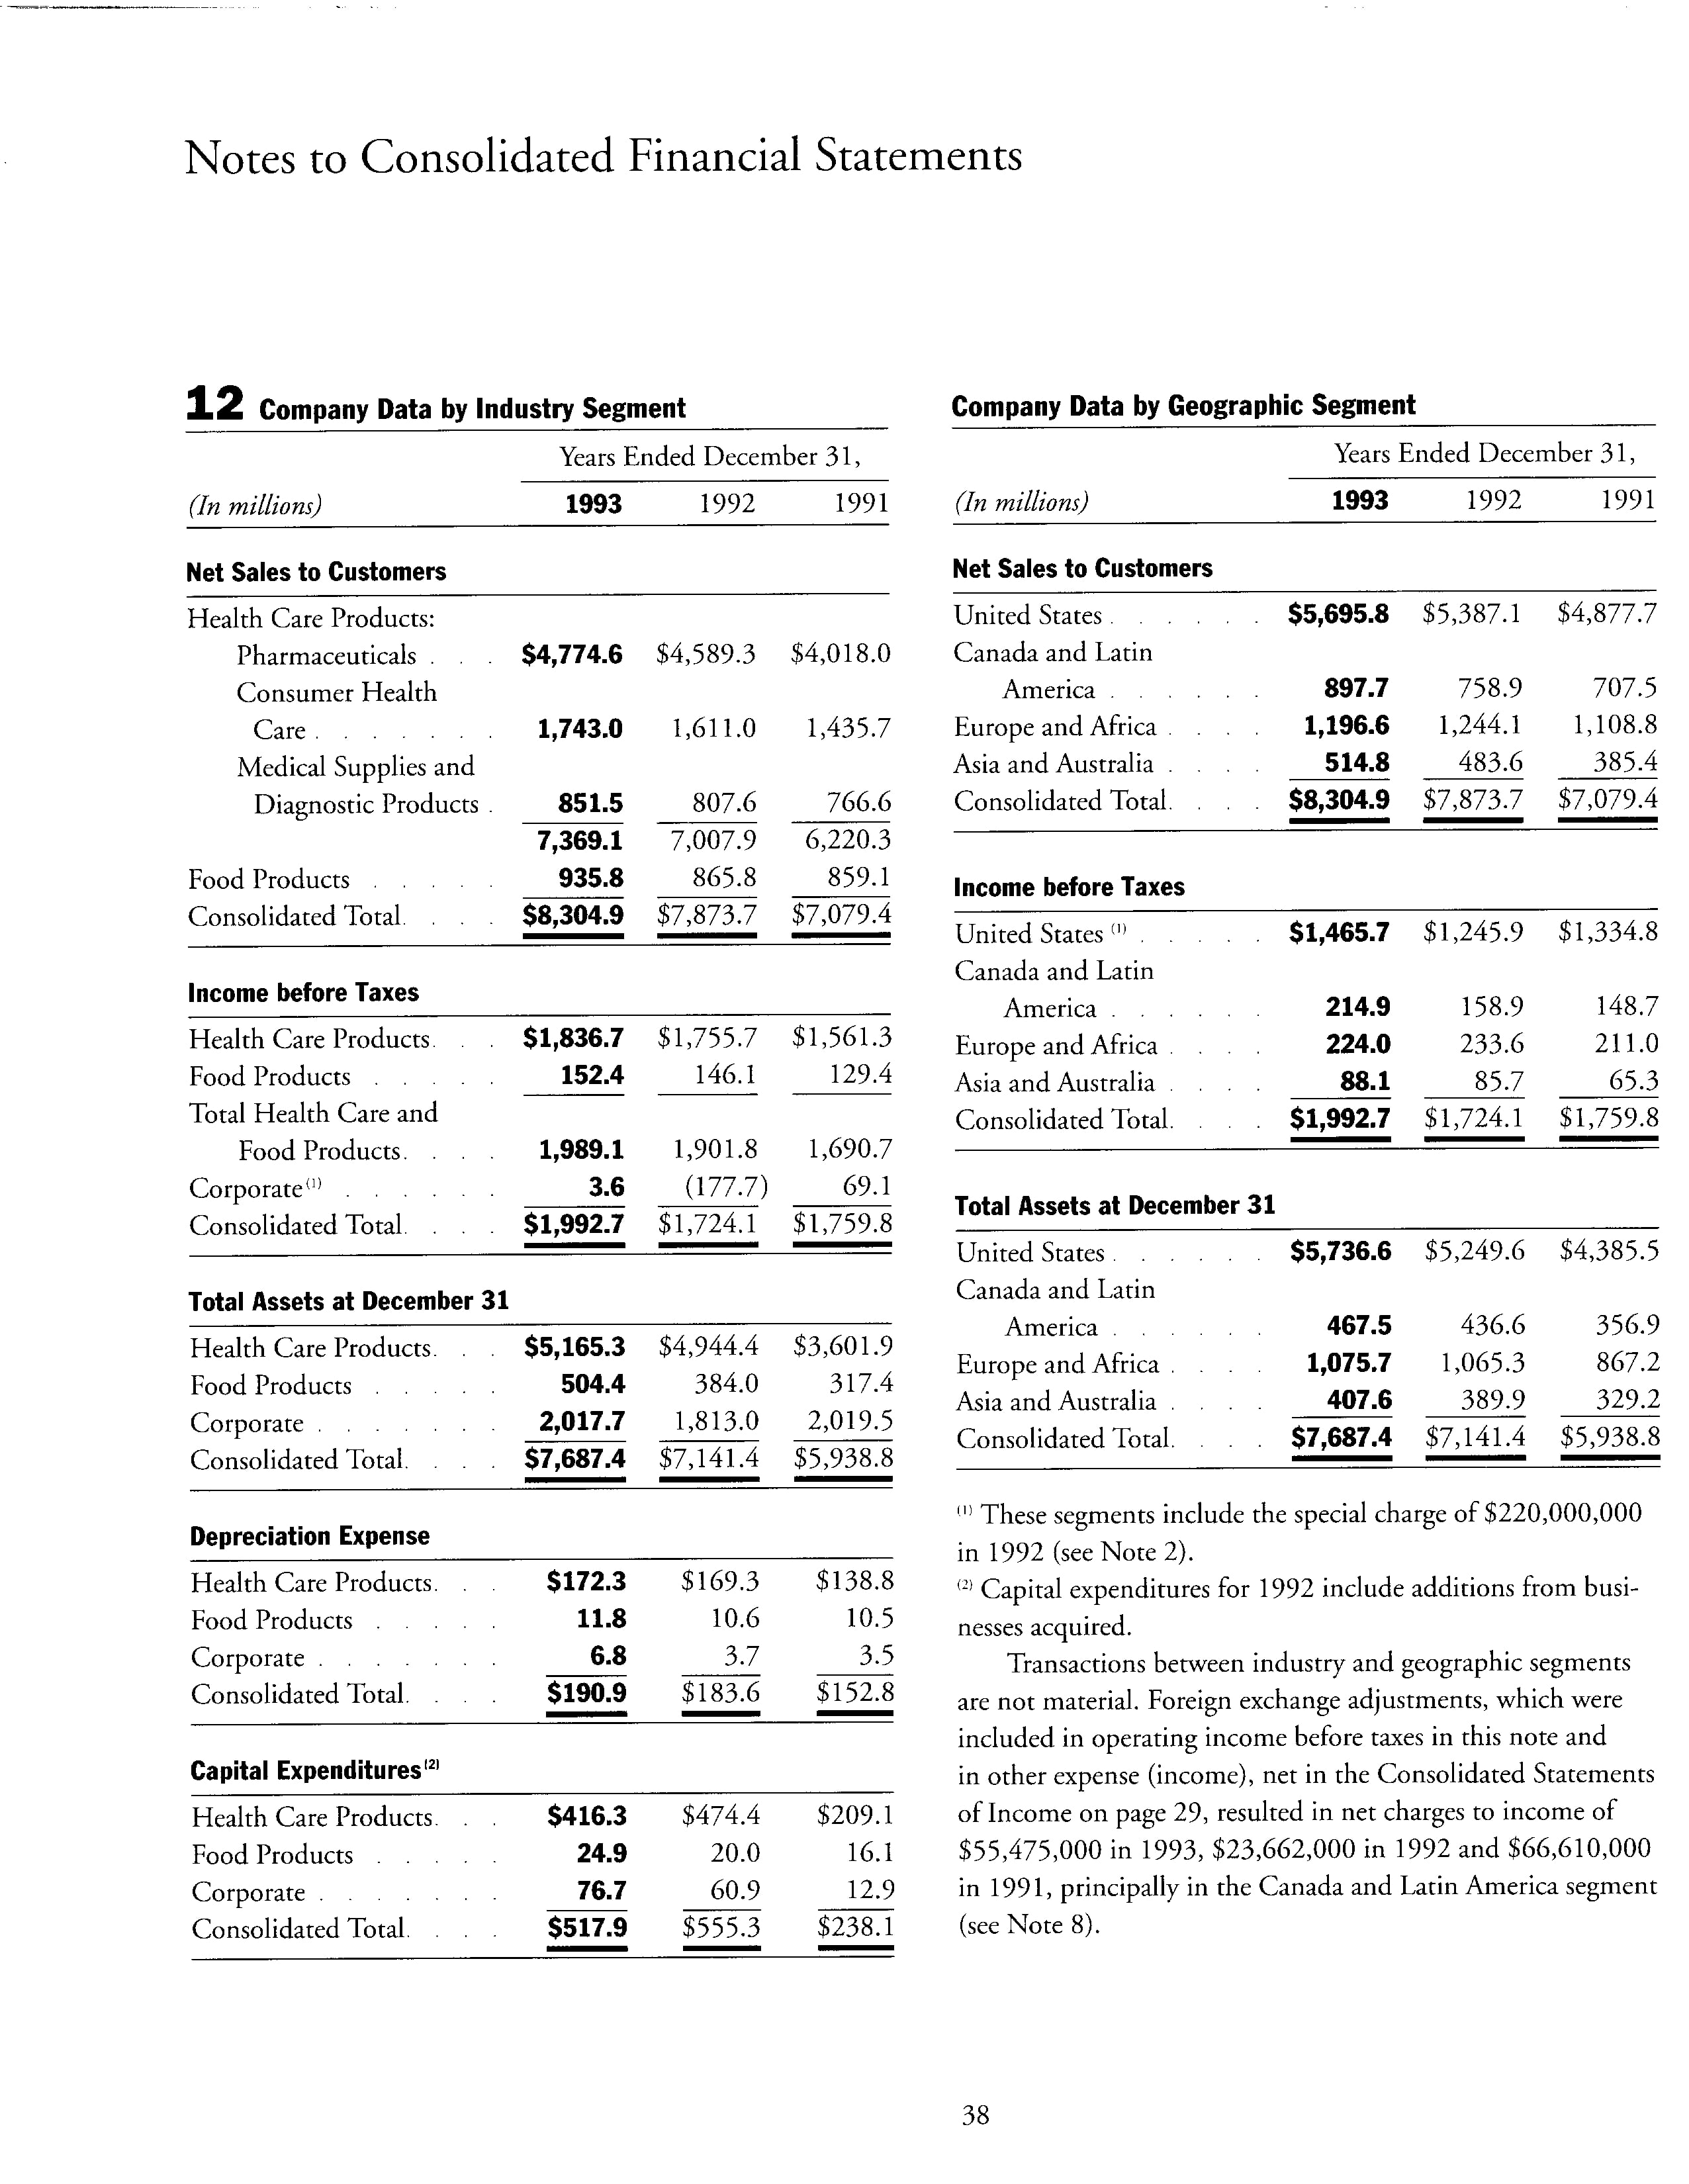 Notes to Consolidated Financial Statements
12 Company Data by Industry Segment
Years Ended December 31,
(In millions) 1993 1992 1991
Net Sales to Customers
Health Care Products:
Pharmaceuticals . . . $4,774.6 $4,589.3 $4,018.0
Consumer Health
Care . . . . . . . 1,743.0 1,611.0 1,435.7
Medical Supplies and
Diagnostic Products . 851.5 807.6 766.6
7,369.1 7,007.9 6,220.3
Food Products . . . . . 935.8 865.8 859.1
Consolidated Total. . . . $8,304.9 $7,873.7 $7,079.4
Income before Taxes
Health Care Products. . . $1,836.7 $1,755.7 $1,561.3
Food Products . . . . . 152.4 146.1 129.4
Total Health Care and
Food Products. . . . 1,989.1 1,901.8 1,690.7
Corporate(1) . . . . . . 3.6 (177.7) 69.1
Consolidated Total. . . . $1,992.7 $1,724.1 $1,759.8
Total Assets at December 31
Health Care Products. . . $5,165.3 $4,944.4 $3,601.9
Food Products . . . . . 504.4 384.0 317.4
Corporate . . . . . . . 2,017.7 1,813.0 2,019.5
Consolidated Total. . . . $7,687.4 $7,141.4 $5,938.8
Depreciation Expense
Health Care Products. . . $172.3 $169.3 $138.8
Food Products . . . . . 11.8 10.6 10.5
Corporate . . . . . . . 6.8 3.7 3.5
Consolidated Total. . . . $190.9 $183.6 $152.8
Capital Expenditures(2)
Health Care Products. . . $416.3 $474.4 $209.1
Food Products . . . . . 24.9 20.0 16.1
Corporate . . . . . . . 76.7 60.9 12.9
Consolidated Total. . . . $517.9 $555.3 $238.1
Company Data by Geographic Segment
Years Ended December 31,
(In millions) 1993 1992 1991
Net Sales to Customers
United States . . . . . . $5,695.8 $5,387.1 $4,877.7
Canada and Latin
America . . . . . . 897.7 758.9 707.5
Europe and Africa . . . . 1,196.6 1,244.1 1,108.8
Asia and Australia . . . . 514.8 483.6 385.4
Consolidated Total. . . . $8,304.9 $7,873.7 $7,079.4
Income before Taxes
United States (1) . . . . . $1,465.7 $1,245.9 $1,334.8
Canada and Latin
America . . . . . . 214.9 158.9 148.7
Europe and Africa . . . . 224.0 233.6 211.0
Asia and Australia . . . . 88.1 85.7 65.3
Consolidated Total. . . . $1,992.7 $1,724.1 $1,759.8
Total Assets at December 31
United States . . . . . . $5,736.6 $5,249.6 $4,385.5
Canada and Latin
America . . . . . . 467.5 436.6 356.9
Europe and Africa . . . . 1,075.7 1,065.3 867.2
Asia and Australia . . . . 407.6 389.9 329.2
Consolidated Total. . . . $7,687.4 $7,141.4 $5,938.8
(1) These segments include the special charge of $220,000,000
in 1992 (see Note 2).
(2) Capital expenditures for 1992 include additions from busi-
nesses acquired.
Transactions between industry and geographic segments
are not material. Foreign exchange adjustments, which were
included in operating income before taxes in this note and
in other expense (income), net in the Consolidated Statements
of Income on page 29, resulted in net charges to income of
$55,475,000 in 1993, $23,662,000 in 1992 and $66,610,000
in 1991, principally in the Canada and Latin America segment
(see Note 8).
38